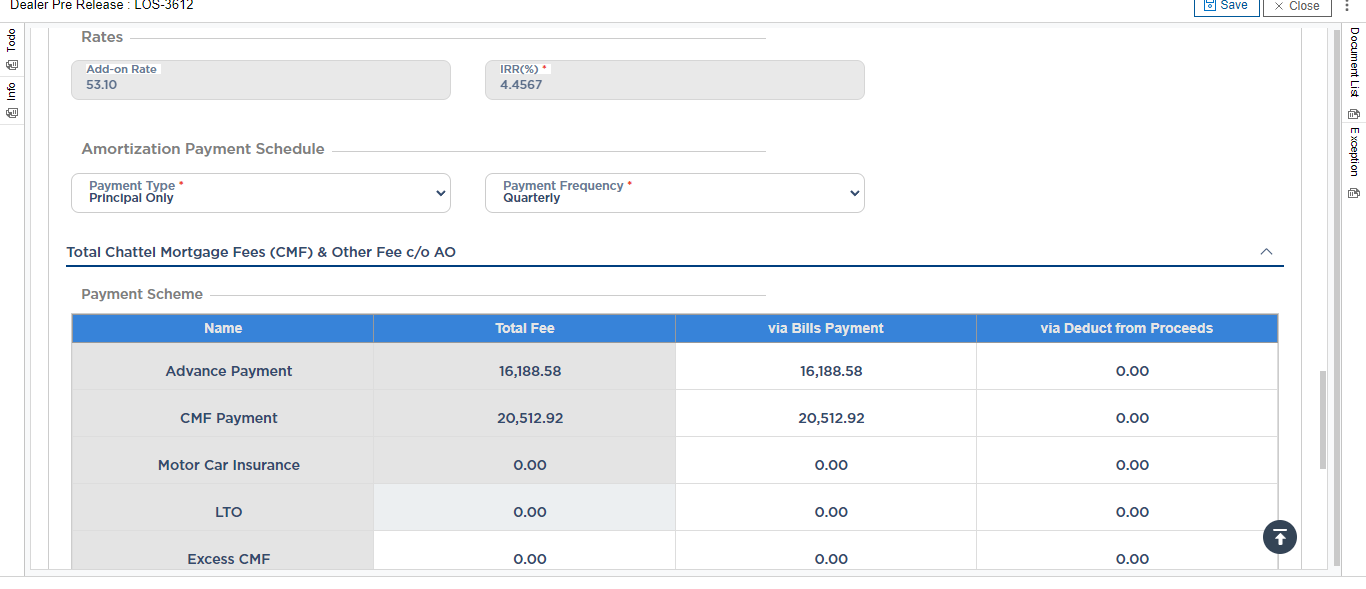 Dealer Pre Release : LOS-3612
Save
Close
Todo
Info
Document List
Exception
Rates
Add-on Rate
53.10
IRR(%) *
4.4567
Amortization Payment Schedule
Payment Type *
Principal Only
Payment Frequency *
Quarterly
Total Chattel Mortgage Fees (CMF) & Other Fee c/o AO
Payment Scheme
Name Total Fee via Bills Payment via Deduct from Proceeds
Advance Payment 16,188.58 16,188.58 0.00
CMF Payment 20,512.92 20,512.92 0.00
Motor Car Insurance 0.00 0.00 0.00
LTO 0.00 0.00 0.00
Excess CMF 0.00 0.00 0.00